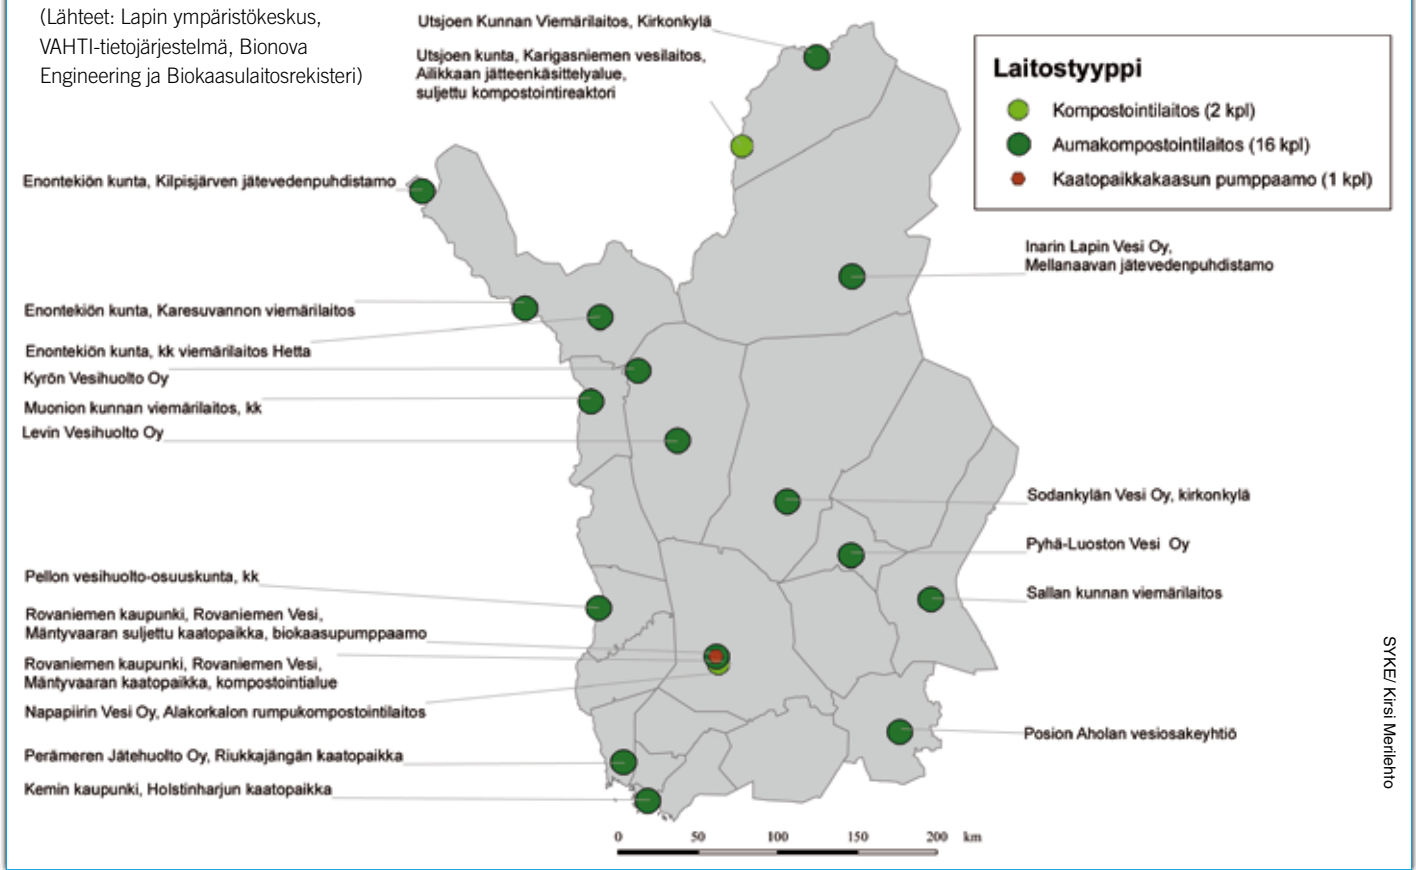 (Lähteet: Lapin ympäristökeskus,
VAHTI-tietojärjestelmä, Bionova
Engineering ja Biokaasulaitosrekisteri)
Utsjoen Kunnan Viemärilaitos, Kirkonkylä
Utsjoen kunta, Karigasniemen vesilaitos,
Ailikkaan jätteenkäsittelyalue,
suljettu kompostointireaktori
Laitostyyppi
Kompostointilaitos (2 kpl)
Aumakompostointilaitos (16 kpl)
Kaatopaikkakaasun pumppaamo (1 kpl)
Enontekiön kunta, Kilpisjärven jätevedenpuhdistamo
Inarin Lapin Vesi Oy,
Mellanaavan jätevedenpuhdistamo
Enontekiön kunta, Karesuvannon viemärilaitos
Enontekiön kunta, kk viemärilaitos Hetta
Kyrön Vesihuolto Oy
Muonion kunnan viemärilaitos, kk
Levin Vesihuolto Oy
Sodankylän Vesi Oy, kirkonkylä
Pyhä-Luoston Vesi Oy
Sallan kunnan viemärilaitos
Pellon vesihuolto-osuuskunta, kk
Rovaniemen kaupunki, Rovaniemen Vesi,
Mäntyvaaran suljettu kaatopaikka, biokaasupumppaamo
Rovaniemen kaupunki, Rovaniemen Vesi,
Mäntyvaaran kaatopaikka, kompostointialue
Napapiirin Vesi Oy, Alakorkalon rumpukompostointilaitos
Posion Aholan vesiosakeyhtiö
Perämeren Jätehuolto Oy, Riukkajängän kaatopaikka
Kemin kaupunki, Holstinharjun kaatopaikka
0 50 100 150 200 km
SYKE/ Kirsi Merilehto